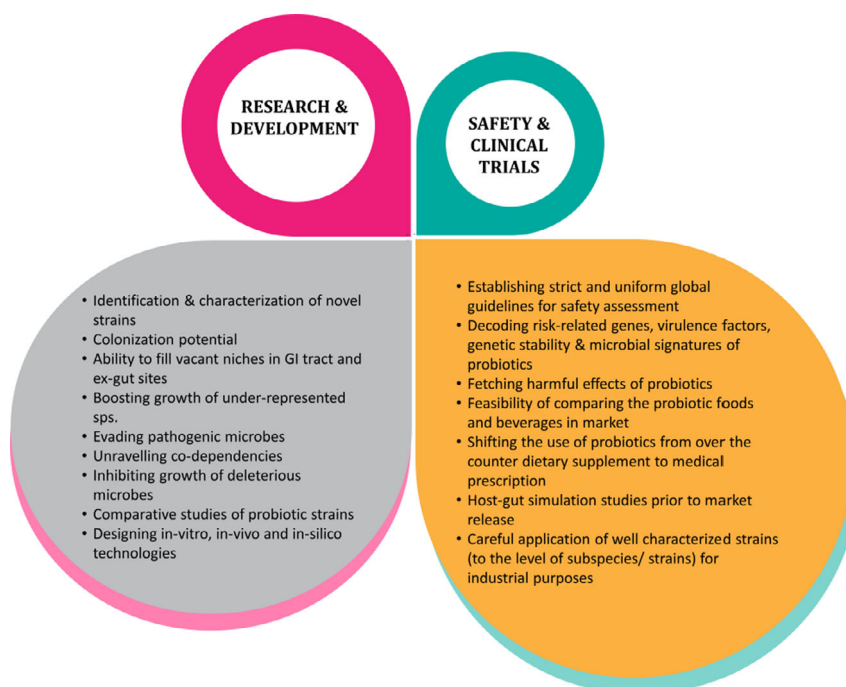 RESEARCH &
DEVELOPMENT
SAFETY &
CLINICAL
TRIALS
• Identification & characterization of novel
strains
• Colonization potential
• Ability to fill vacant niches in GI tract and
ex-gut sites
• Boosting growth of under-represented
sps.
• Evading pathogenic microbes
• Unravelling co-dependencies
• Inhibiting growth of deleterious
microbes
• Comparative studies of probiotic strains
• Designing in-vitro, in-vivo and in-silico
technologies
• Establishing strict and uniform global
guidelines for safety assessment
• Decoding risk-related genes, virulence factors,
genetic stability & microbial signatures of
probiotics
• Fetching harmful effects of probiotics
• Feasibility of comparing the probiotic foods
and beverages in market
• Shifting the use of probiotics from over the
counter dietary supplement to medical
prescription
• Host-gut simulation studies prior to market
release
• Careful application of well characterized strains
(to the level of subspecies/ strains) for
industrial purposes